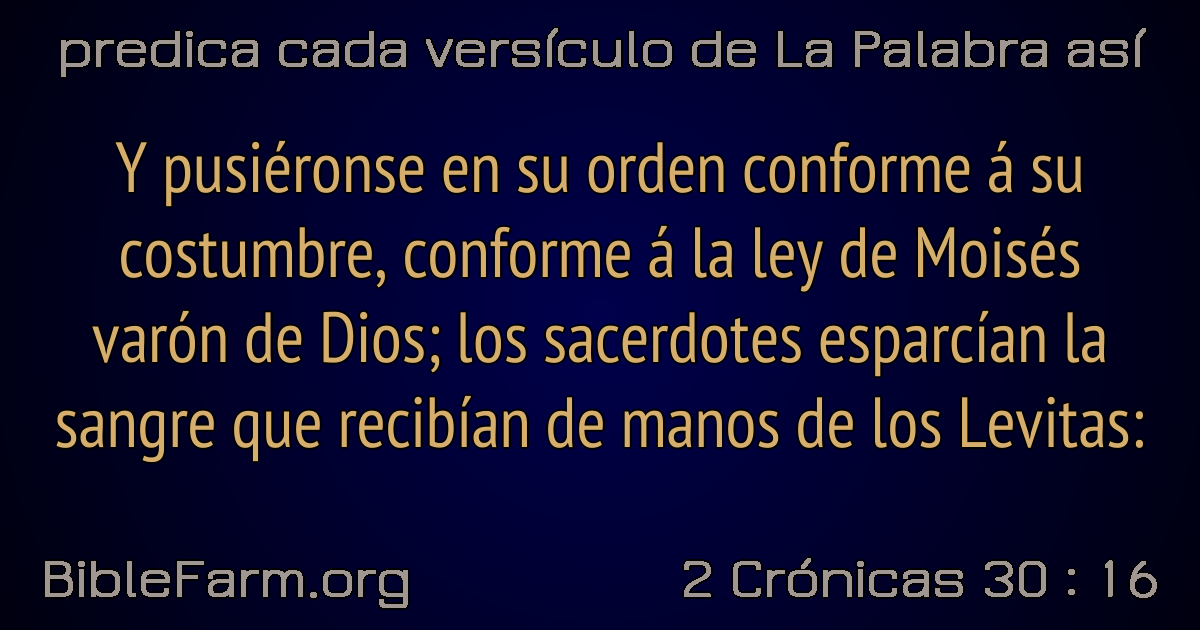 predica cada versículo de La Palabra así
Y pusiéronse en su orden conforme á su
costumbre, conforme á la ley de Moisés
varón de Dios; los sacerdotes esparcían la
sangre que recibían de manos de los Levitas:
BibleFarm.org
2 Crónicas 30 : 16